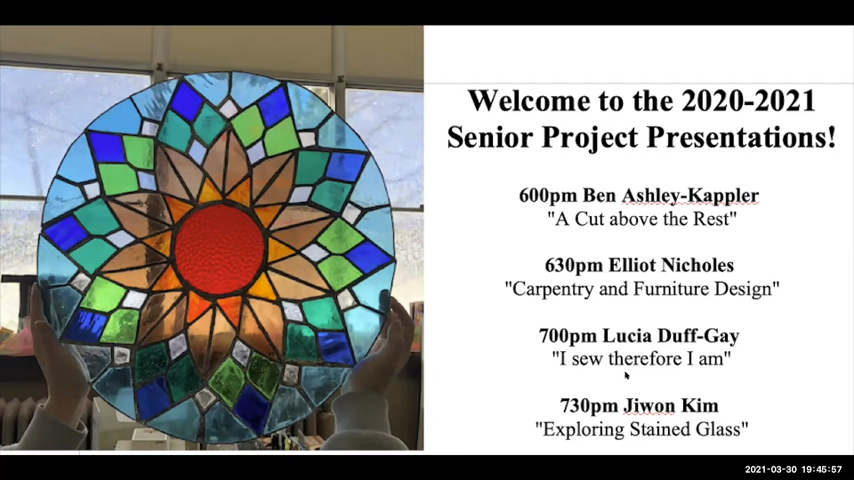 Welcome to the 2020-2021
Senior Project Presentations!
600pm Ben Ashley-Kappler
"A Cut above the Rest"
630pm Elliot Nicholes
"Carpentry and Furniture Design"
700pm Lucia Duff-Gay
"I sew therefore I am"
730pm Jiwon Kim
"Exploring Stained Glass"
2021-03-30 19:45:57